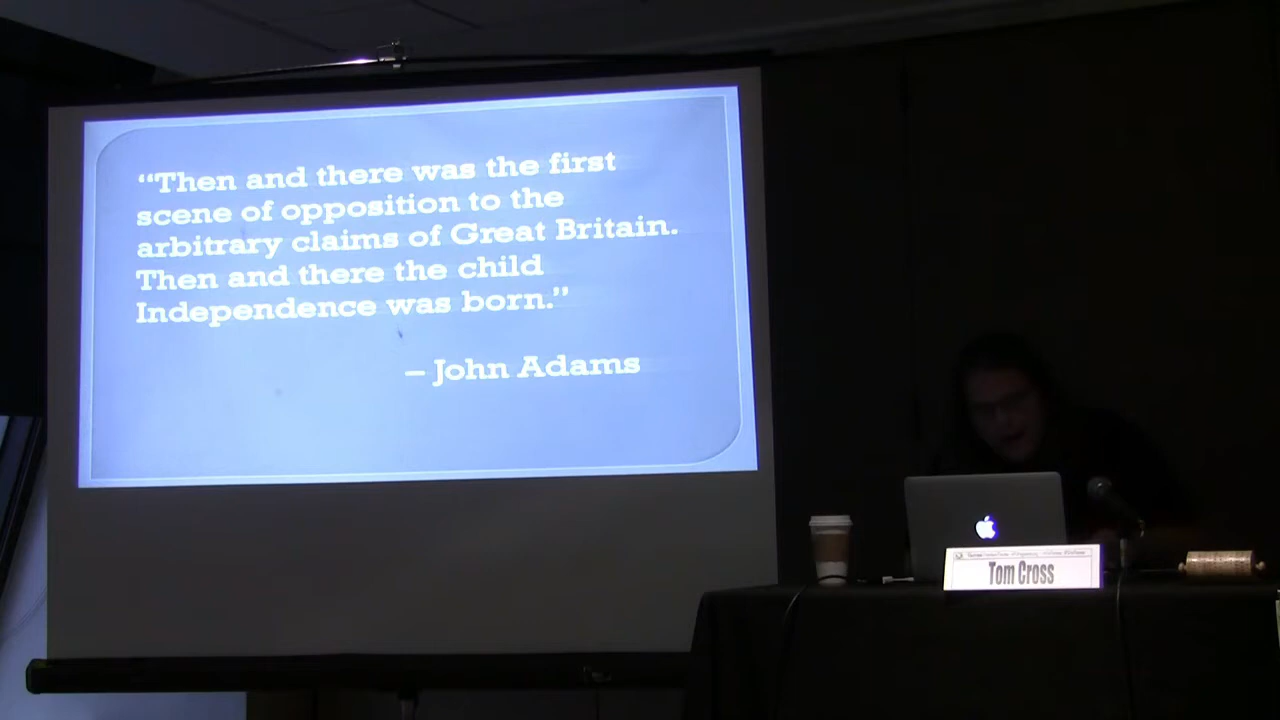 “Then and there was the first
scene of opposition to the
arbitrary claims of Great Britain.
Then and there the child
Independence was born.”
– John Adams
Tom Cross